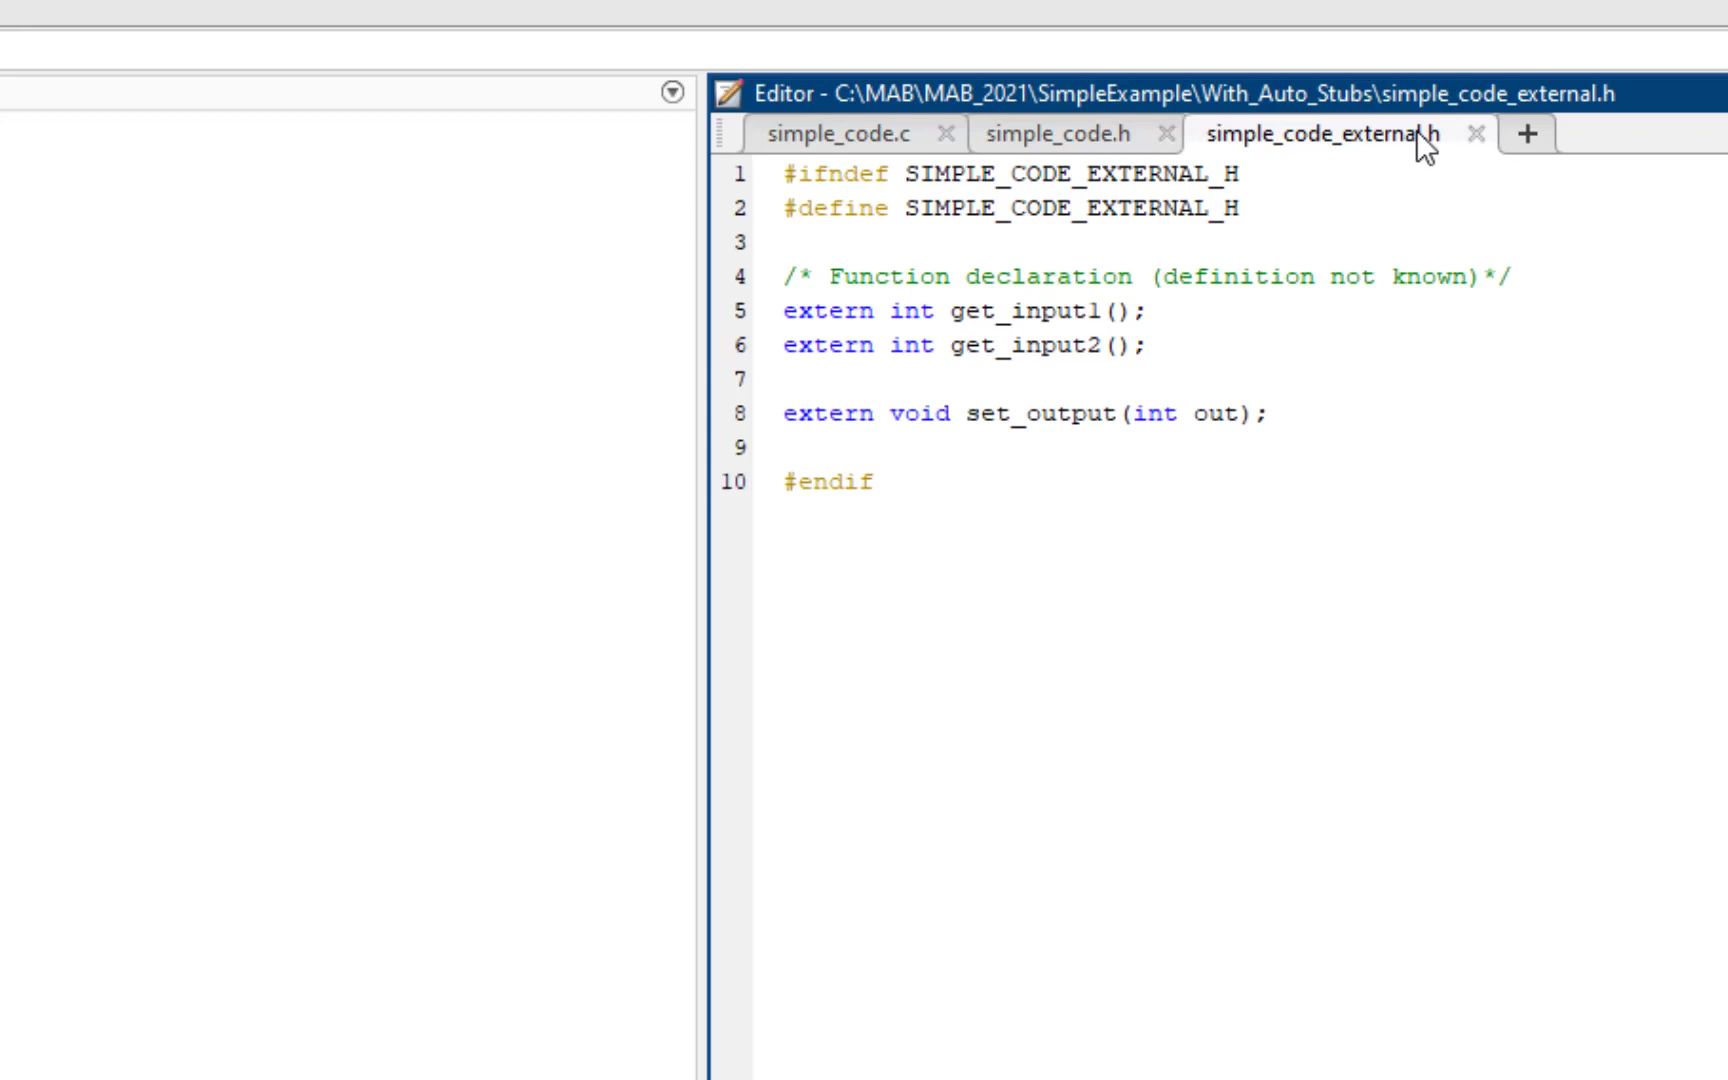 Editor - C:\MAB\MAB_2021\SimpleExample\With_Auto_Stubs\simple_code_external.h
simple_code.c simple_code.h simple_code_external.h
1 #ifndef SIMPLE_CODE_EXTERNAL_H
2 #define SIMPLE_CODE_EXTERNAL_H
3
4 /* Function declaration (definition not known)*/
5 extern int get_input1();
6 extern int get_input2();
7
8 extern void set_output(int out);
9
10 #endif